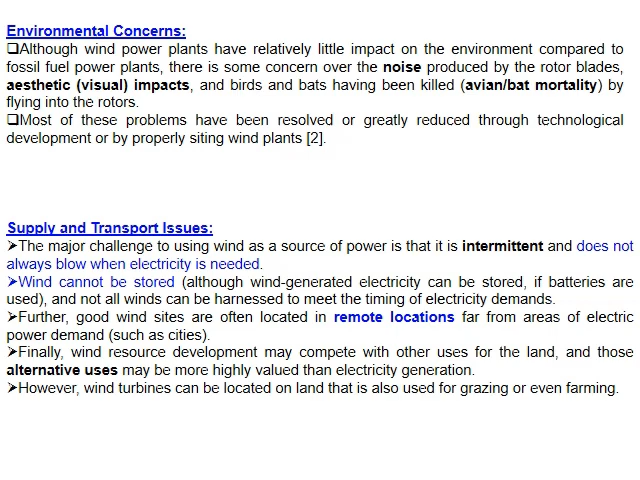 Environmental Concerns:
❑Although wind power plants have relatively little impact on the environment compared to
fossil fuel power plants, there is some concern over the noise produced by the rotor blades,
aesthetic (visual) impacts, and birds and bats having been killed (avian/bat mortality) by
flying into the rotors.
❑Most of these problems have been resolved or greatly reduced through technological
development or by properly siting wind plants [2].
Supply and Transport Issues:
➢The major challenge to using wind as a source of power is that it is intermittent and does not
always blow when electricity is needed.
➢Wind cannot be stored (although wind-generated electricity can be stored, if batteries are
used), and not all winds can be harnessed to meet the timing of electricity demands.
➢Further, good wind sites are often located in remote locations far from areas of electric
power demand (such as cities).
➢Finally, wind resource development may compete with other uses for the land, and those
alternative uses may be more highly valued than electricity generation.
➢However, wind turbines can be located on land that is also used for grazing or even farming.